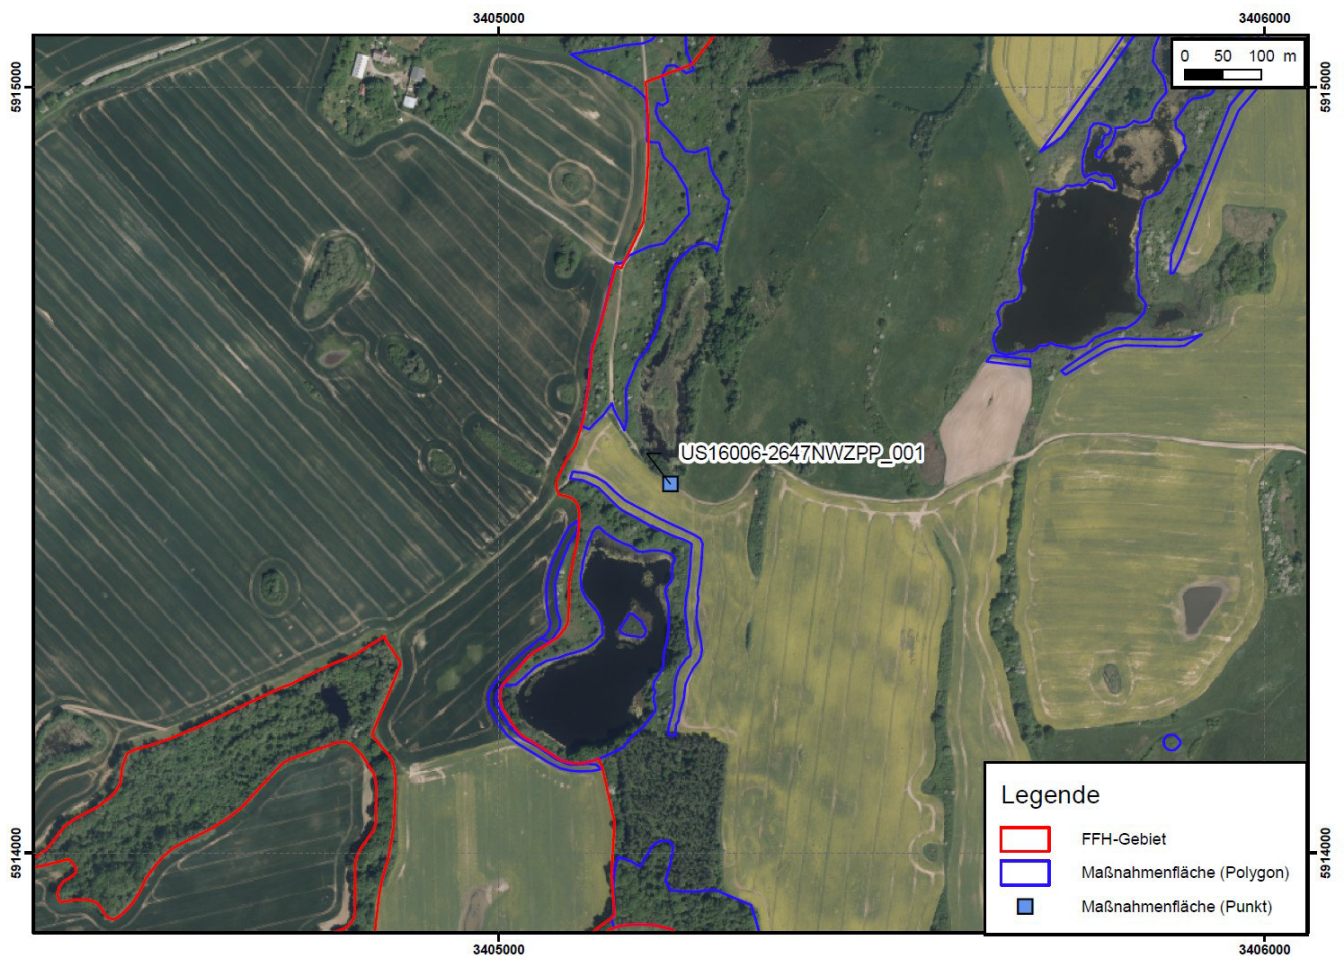 3405000
3406000
0 50 100 m
5915000
5915000
US16006-2647NWZPP_001
Legende
FFH-Gebiet
Maßnahmenfläche (Polygon)
Maßnahmenfläche (Punkt)
5914000
5914000
3405000
3406000